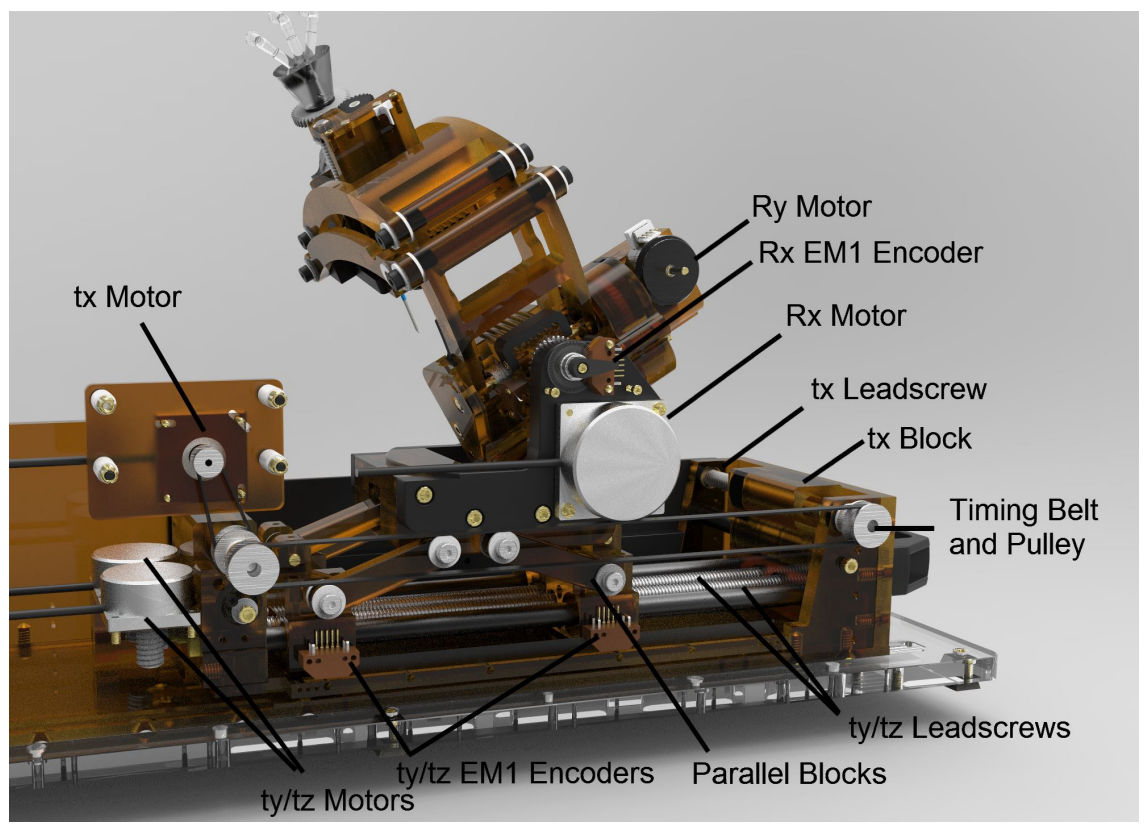 Ry Motor
Rx EM1 Encoder
tx Motor
Rx Motor
tx Leadscrew
tx Block
Timing Belt
and Pulley
ty/tz Leadscrews
ty/tz EM1 Encoders
Parallel Blocks
ty/tz Motors